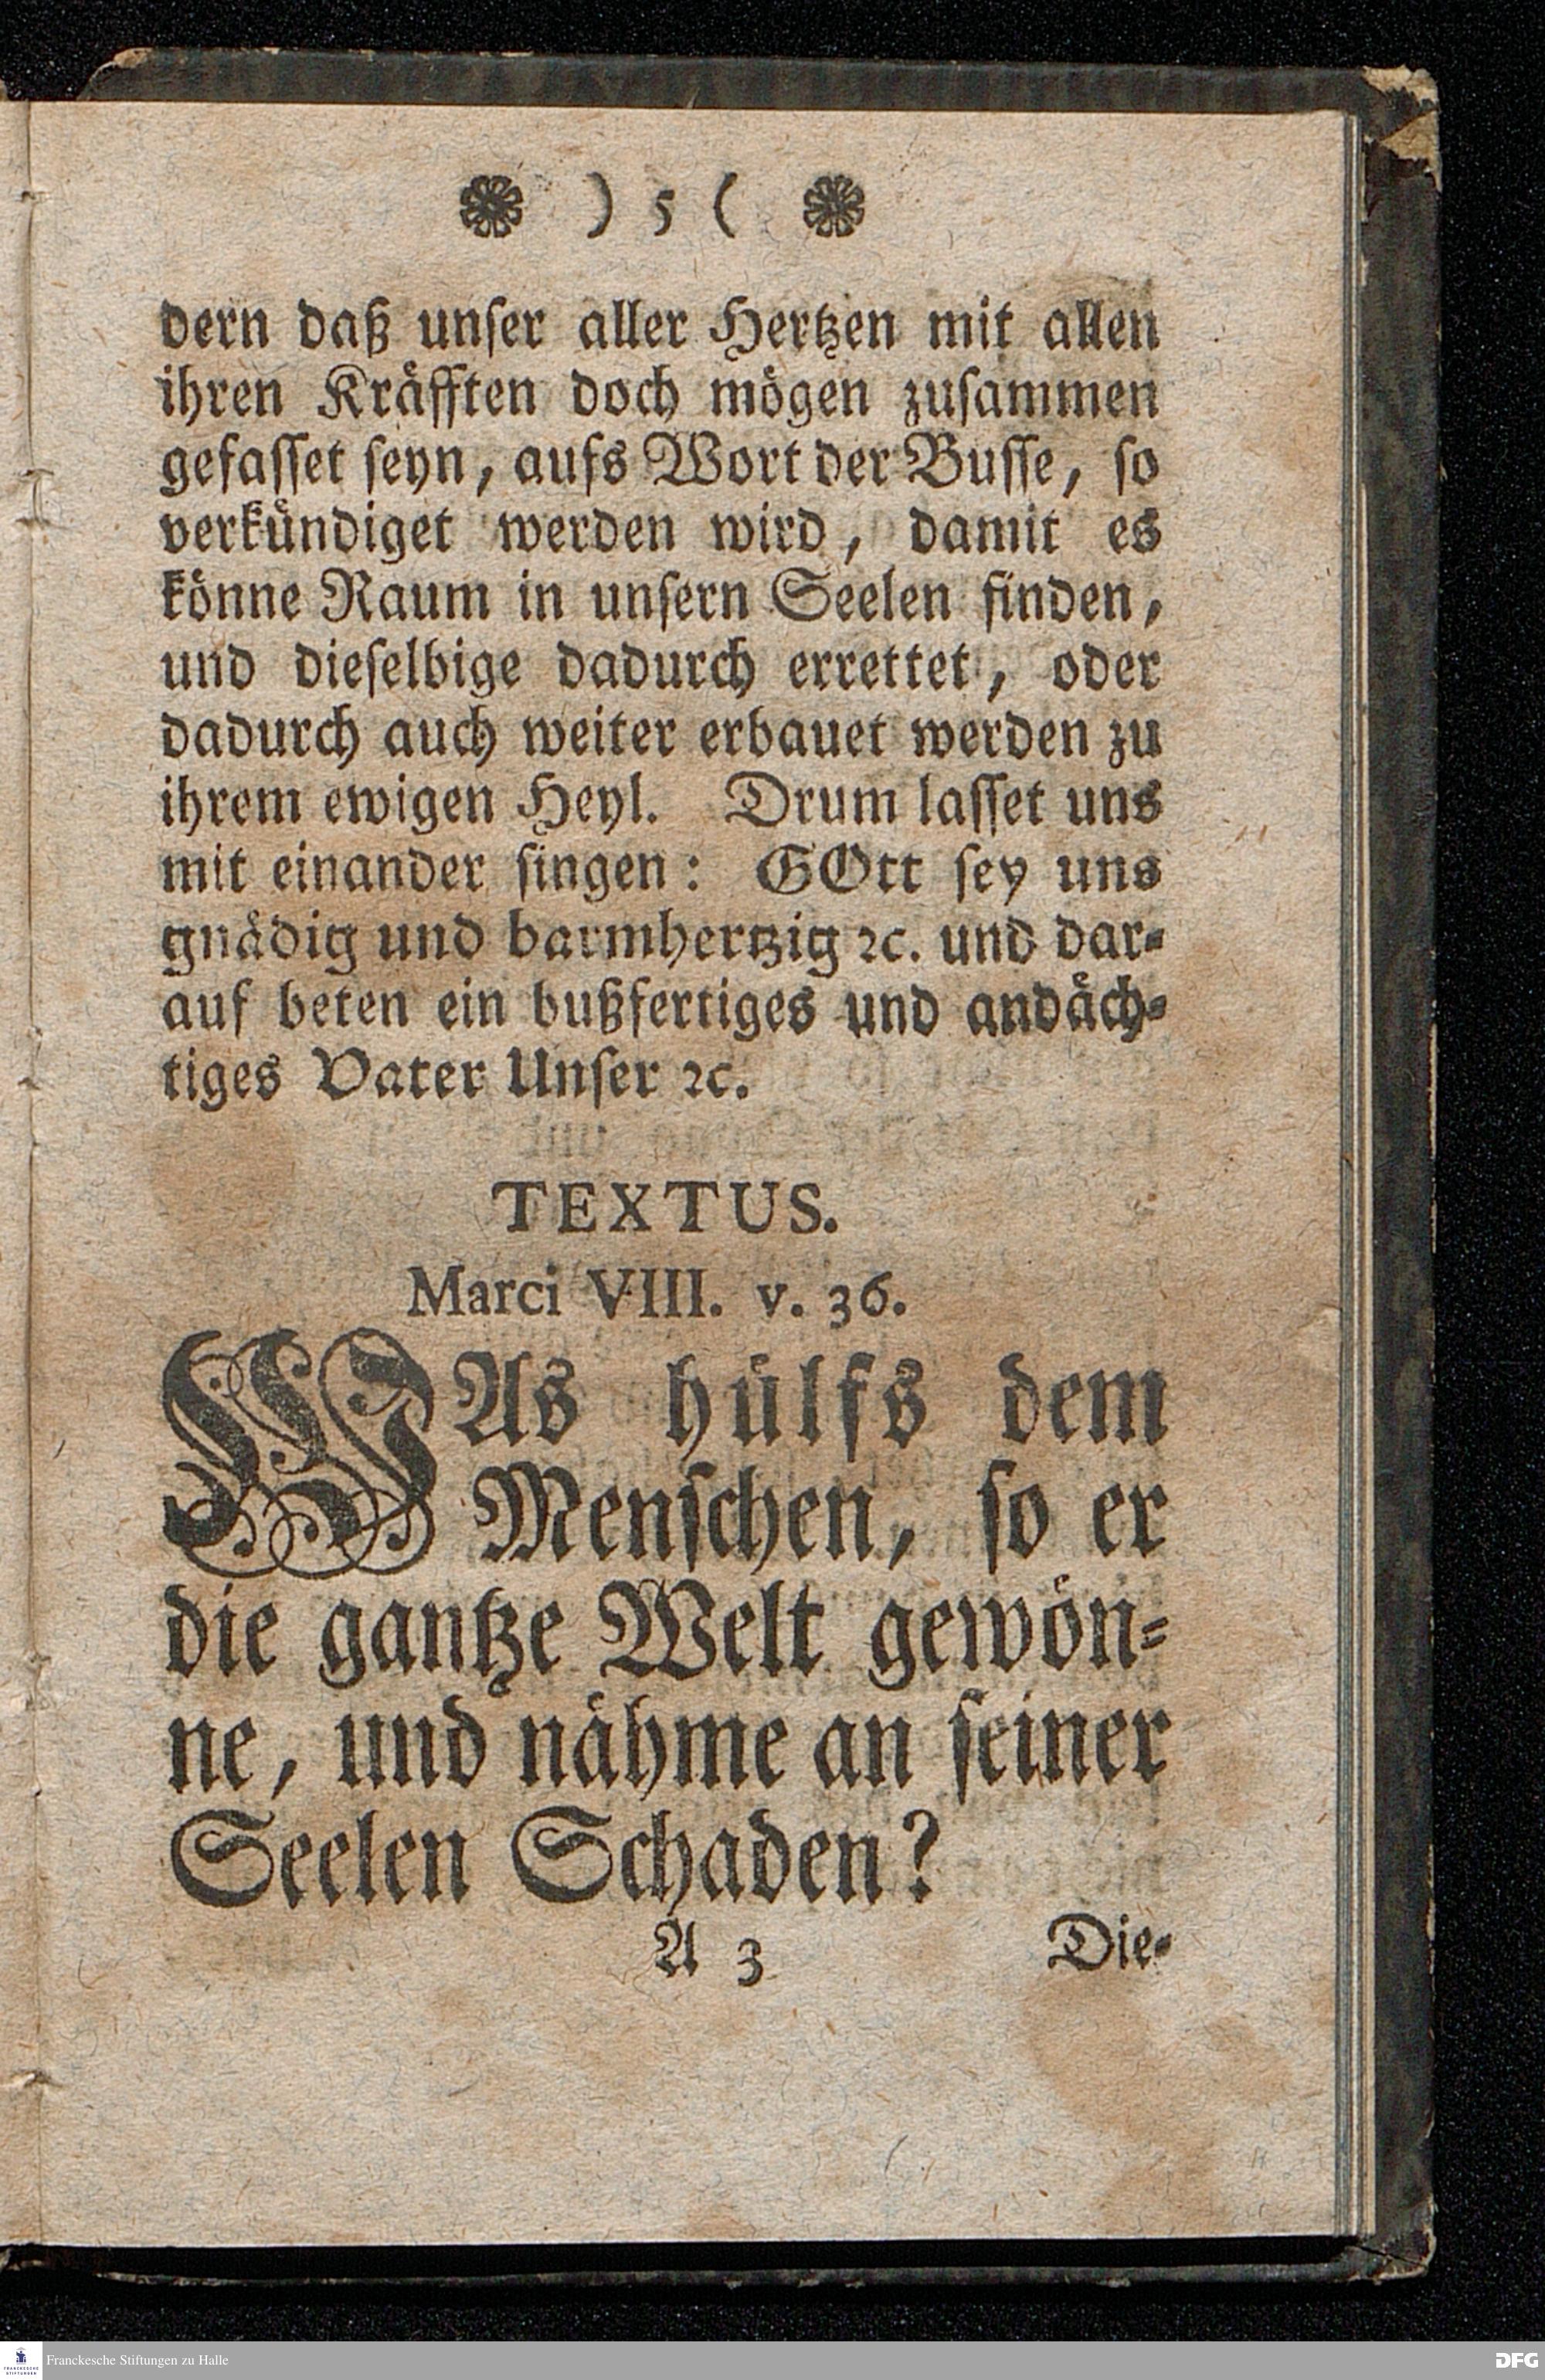 ) 5 (
dern daß unſer aller Hertzen mit allen
ihren Kräfften doch mögen zuſammen
gefaſſet ſeyn, aufs Wort der Buſſe, ſo
verkündiget werden wird, damit es
könne Raum in unſern Seelen finden,
und dieſelbige dadurch errettet, oder
dadurch auch weiter erbauet werden zu
ihrem ewigen Heyl. Drum laſſet uns
mit einander ſingen: GOtt ſey uns
gnädig und barmhertzig ꝛc. und dar-
auf beten ein bußfertiges und andäch-
tiges Vater Unſer ꝛc.
TEXTUS.
Marci VIII. v. 36.
WAs hülfs dem
Menſchen, ſo er
die gantze Welt gewön-
ne, und nähme an ſeiner
Seelen Schaden?
A 3 Die-
FRANCKESCHE STIFTUNGEN
Franckesche Stiftungen zu Halle
DFG